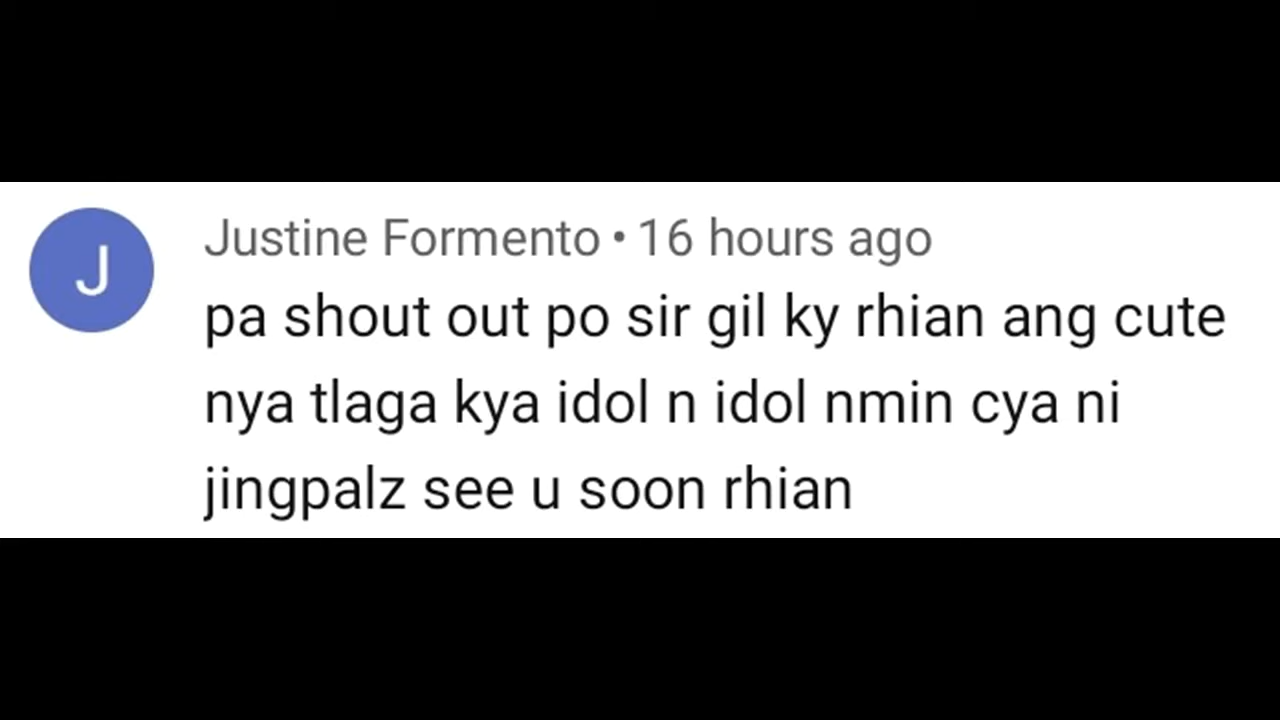 J
Justine Formento • 16 hours ago
pa shout out po sir gil ky rhian ang cute
nya tlaga kya idol n idol nmin cya ni
jingpalz see u soon rhian